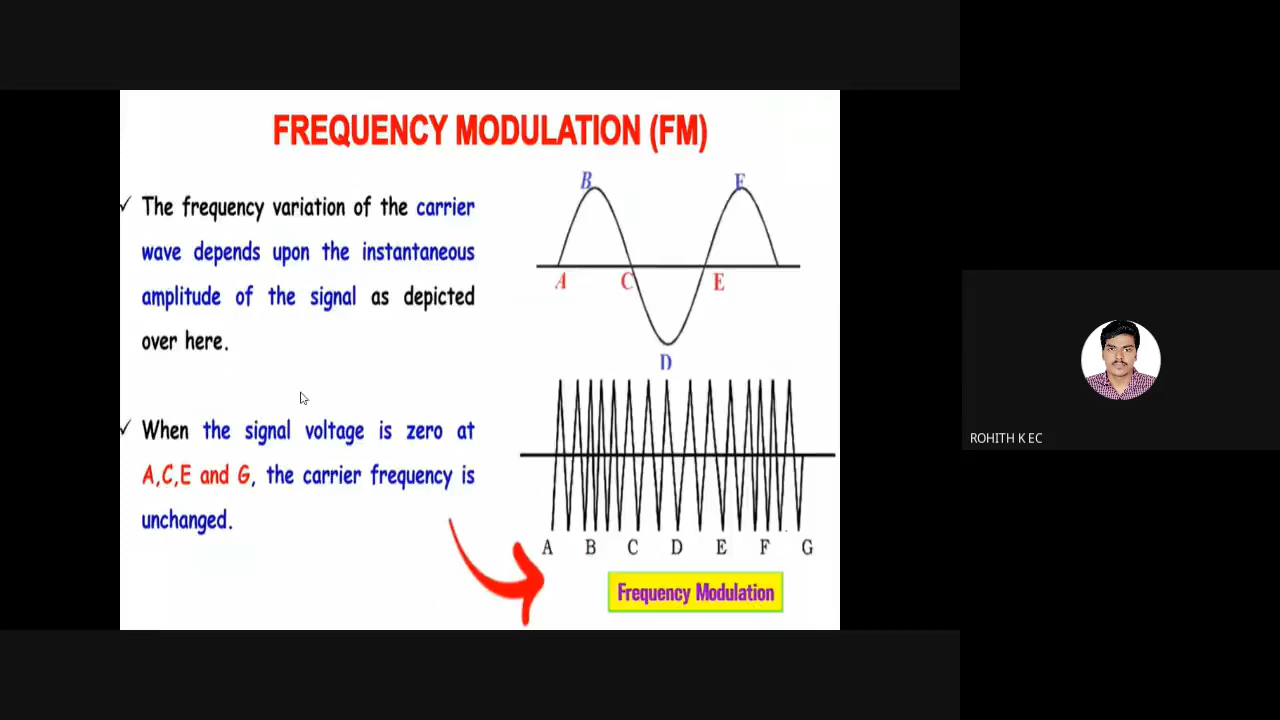 FREQUENCY MODULATION (FM)
✓ The frequency variation of the carrier
wave depends upon the instantaneous
amplitude of the signal as depicted
over here.
✓ When the signal voltage is zero at
A,C,E and G, the carrier frequency is
unchanged.
B F
A C E
D
A B C D E F G
Frequency Modulation
ROHITH K EC